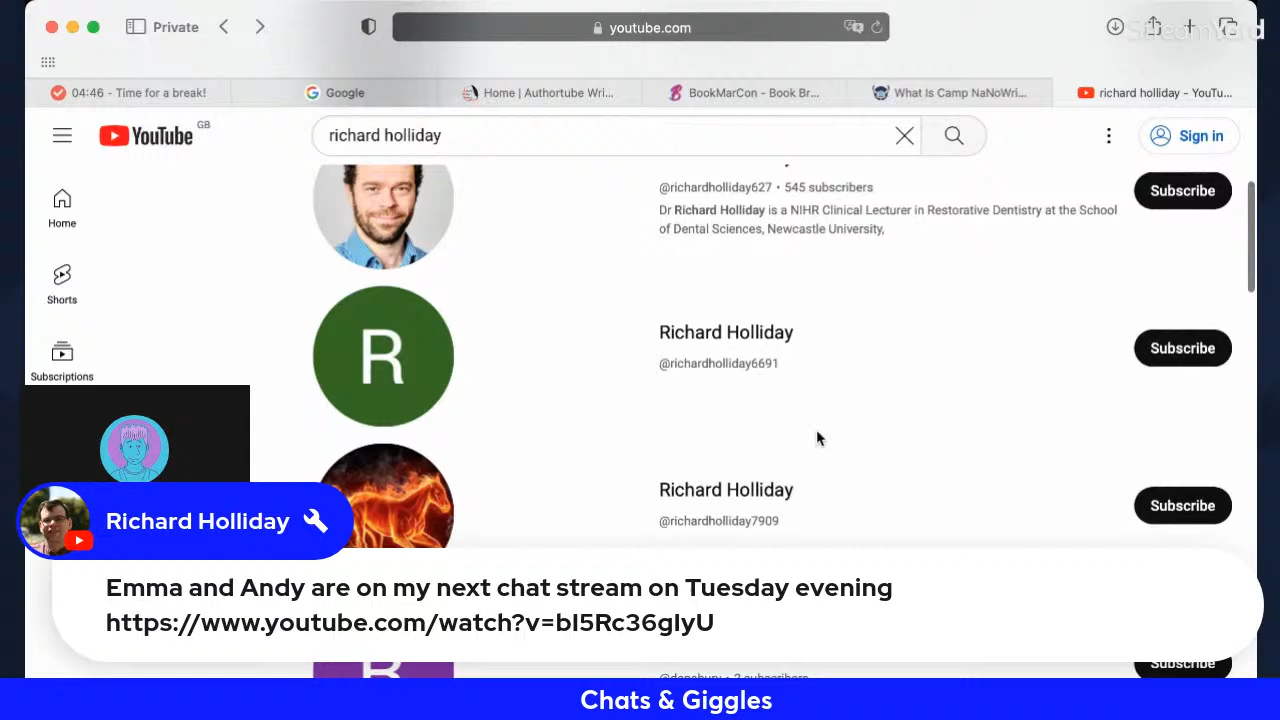 Private
youtube.com
StreamYard
04:46 - Time for a break!
Google
Home | Authortube Wri...
BookMarCon - Book Br...
What Is Camp NaNoWri...
richard holliday - YouTu...
YouTube GB
richard holliday
Sign in
Home
Shorts
Subscriptions
@richardholliday627 • 545 subscribers
Dr Richard Holliday is a NIHR Clinical Lecturer in Restorative Dentistry at the School
of Dental Sciences, Newcastle University,
Subscribe
R
Richard Holliday
@richardholliday6691
Subscribe
Richard Holliday
@richardholliday7909
Subscribe
Richard Holliday
Emma and Andy are on my next chat stream on Tuesday evening
https://www.youtube.com/watch?v=bI5Rc36gIyU
R
Subscribe
Chats & Giggles